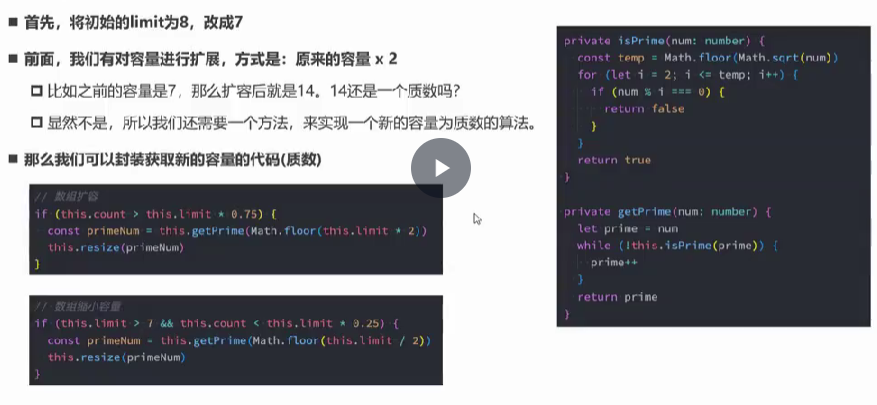 首先，将初始的limit为8，改成7
前面，我们有对容量进行扩展，方式是：原来的容量 x 2
比如之前的容量是7，那么扩容后就是14。14还是一个质数吗？
显然不是，所以我们还需要一个方法，来实现一个新的容量为质数的算法。
那么我们可以封装获取新的容量的代码(质数)
// 数组扩容
if (this.count > this.limit * 0.75) {
const primeNum = this.getPrime(Math.floor(this.limit * 2))
this.resize(primeNum)
}
// 数组缩小容量
if (this.limit > 7 && this.count < this.limit * 0.25) {
const primeNum = this.getPrime(Math.floor(this.limit / 2))
this.resize(primeNum)
}
private isPrime(num: number) {
const temp = Math.floor(Math.sqrt(num))
for (let i = 2; i <= temp; i++) {
if (num % i === 0) {
return false
}
}
return true
}
private getPrime(num: number) {
let prime = num
while (!this.isPrime(prime)) {
prime++
}
return prime
}